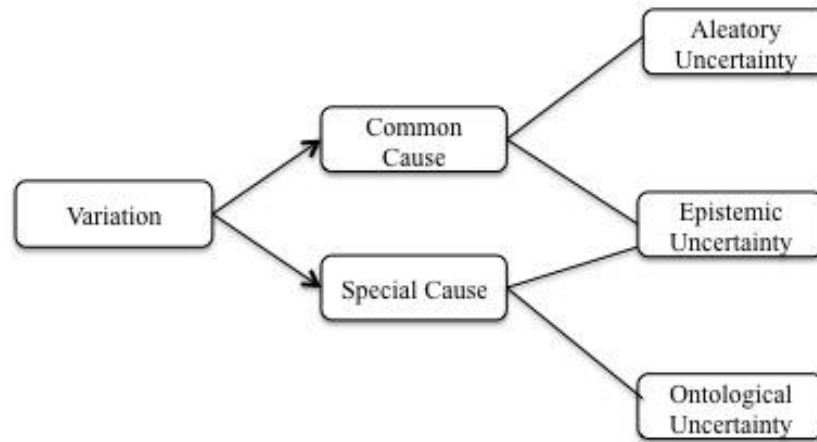 Aleatory
Uncertainty
Common
Cause
Variation
Epistemic
Uncertainty
Special Cause
Ontological
Uncertainty